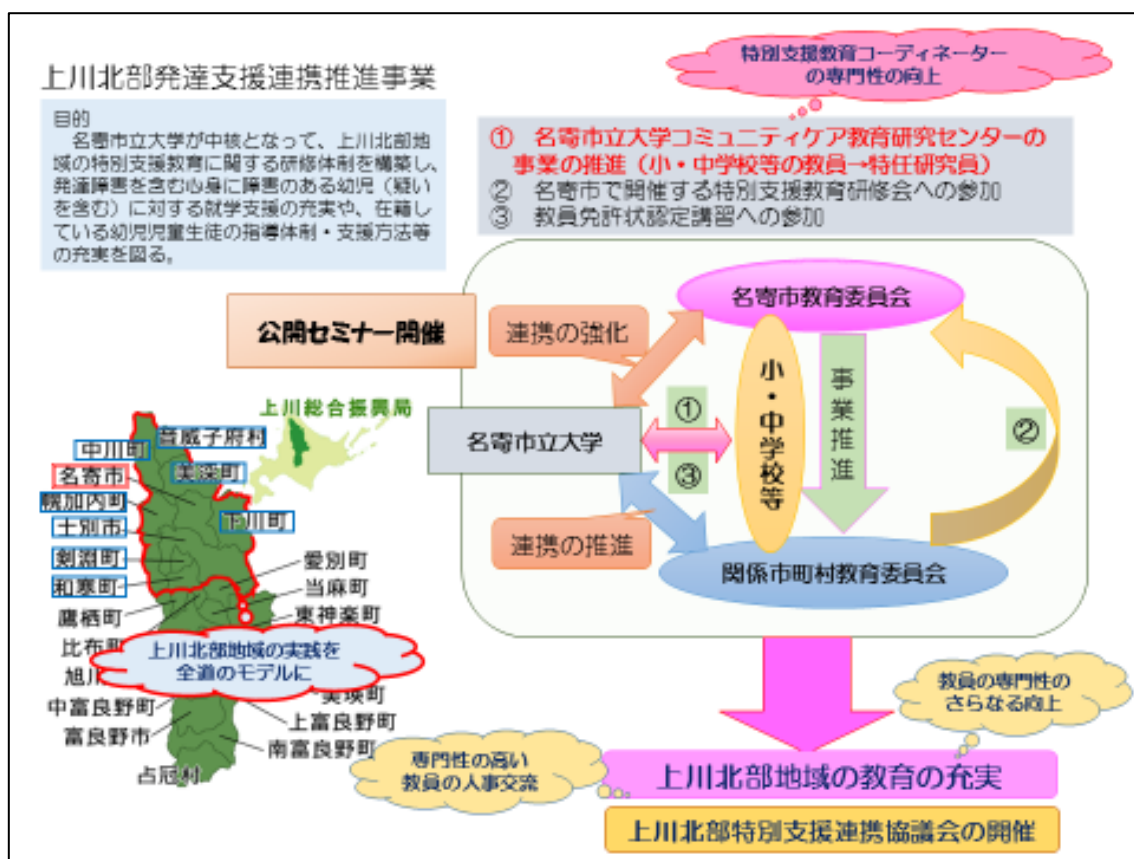 特別支援教育コーディネーター
の専門性の向上
上川北部発達支援連携推進事業
目的
名寄市立大学が中核となって、上川北部地
域の特別支援教育に関する研修体制を構築し、
発達障害を含む心身に障害のある幼児（疑い
を含む）に対する就学支援の充実や、在籍し
ている幼児児童生徒の指導体制・支援方法等
の充実を図る。
① 名寄市立大学コミュニティケア教育研究センターの
事業の推進（小・中学校等の教員→特任研究員）
② 名寄市で開催する特別支援教育研修会への参加
③ 教員免許状認定講習への参加
公開セミナー開催
連携の強化
名寄市教育委員会
小・中学校等
事業推進
②
名寄市立大学
①
③
連携の推進
関係市町村教育委員会
上川総合振興局
音威子府村
中川町
名寄市
美深町
幌加内町
下川町
士別市
剣淵町
和寒町
愛別町
当麻町
鷹栖町
東神楽町
比布町
上川北部地域の実践を
全道のモデルに
旭川
美瑛町
中富良野町
上富良野町
富良野市
南富良野町
占冠村
教員の専門性の
さらなる向上
専門性の高い
教員の人事交流
上川北部地域の教育の充実
上川北部特別支援連携協議会の開催